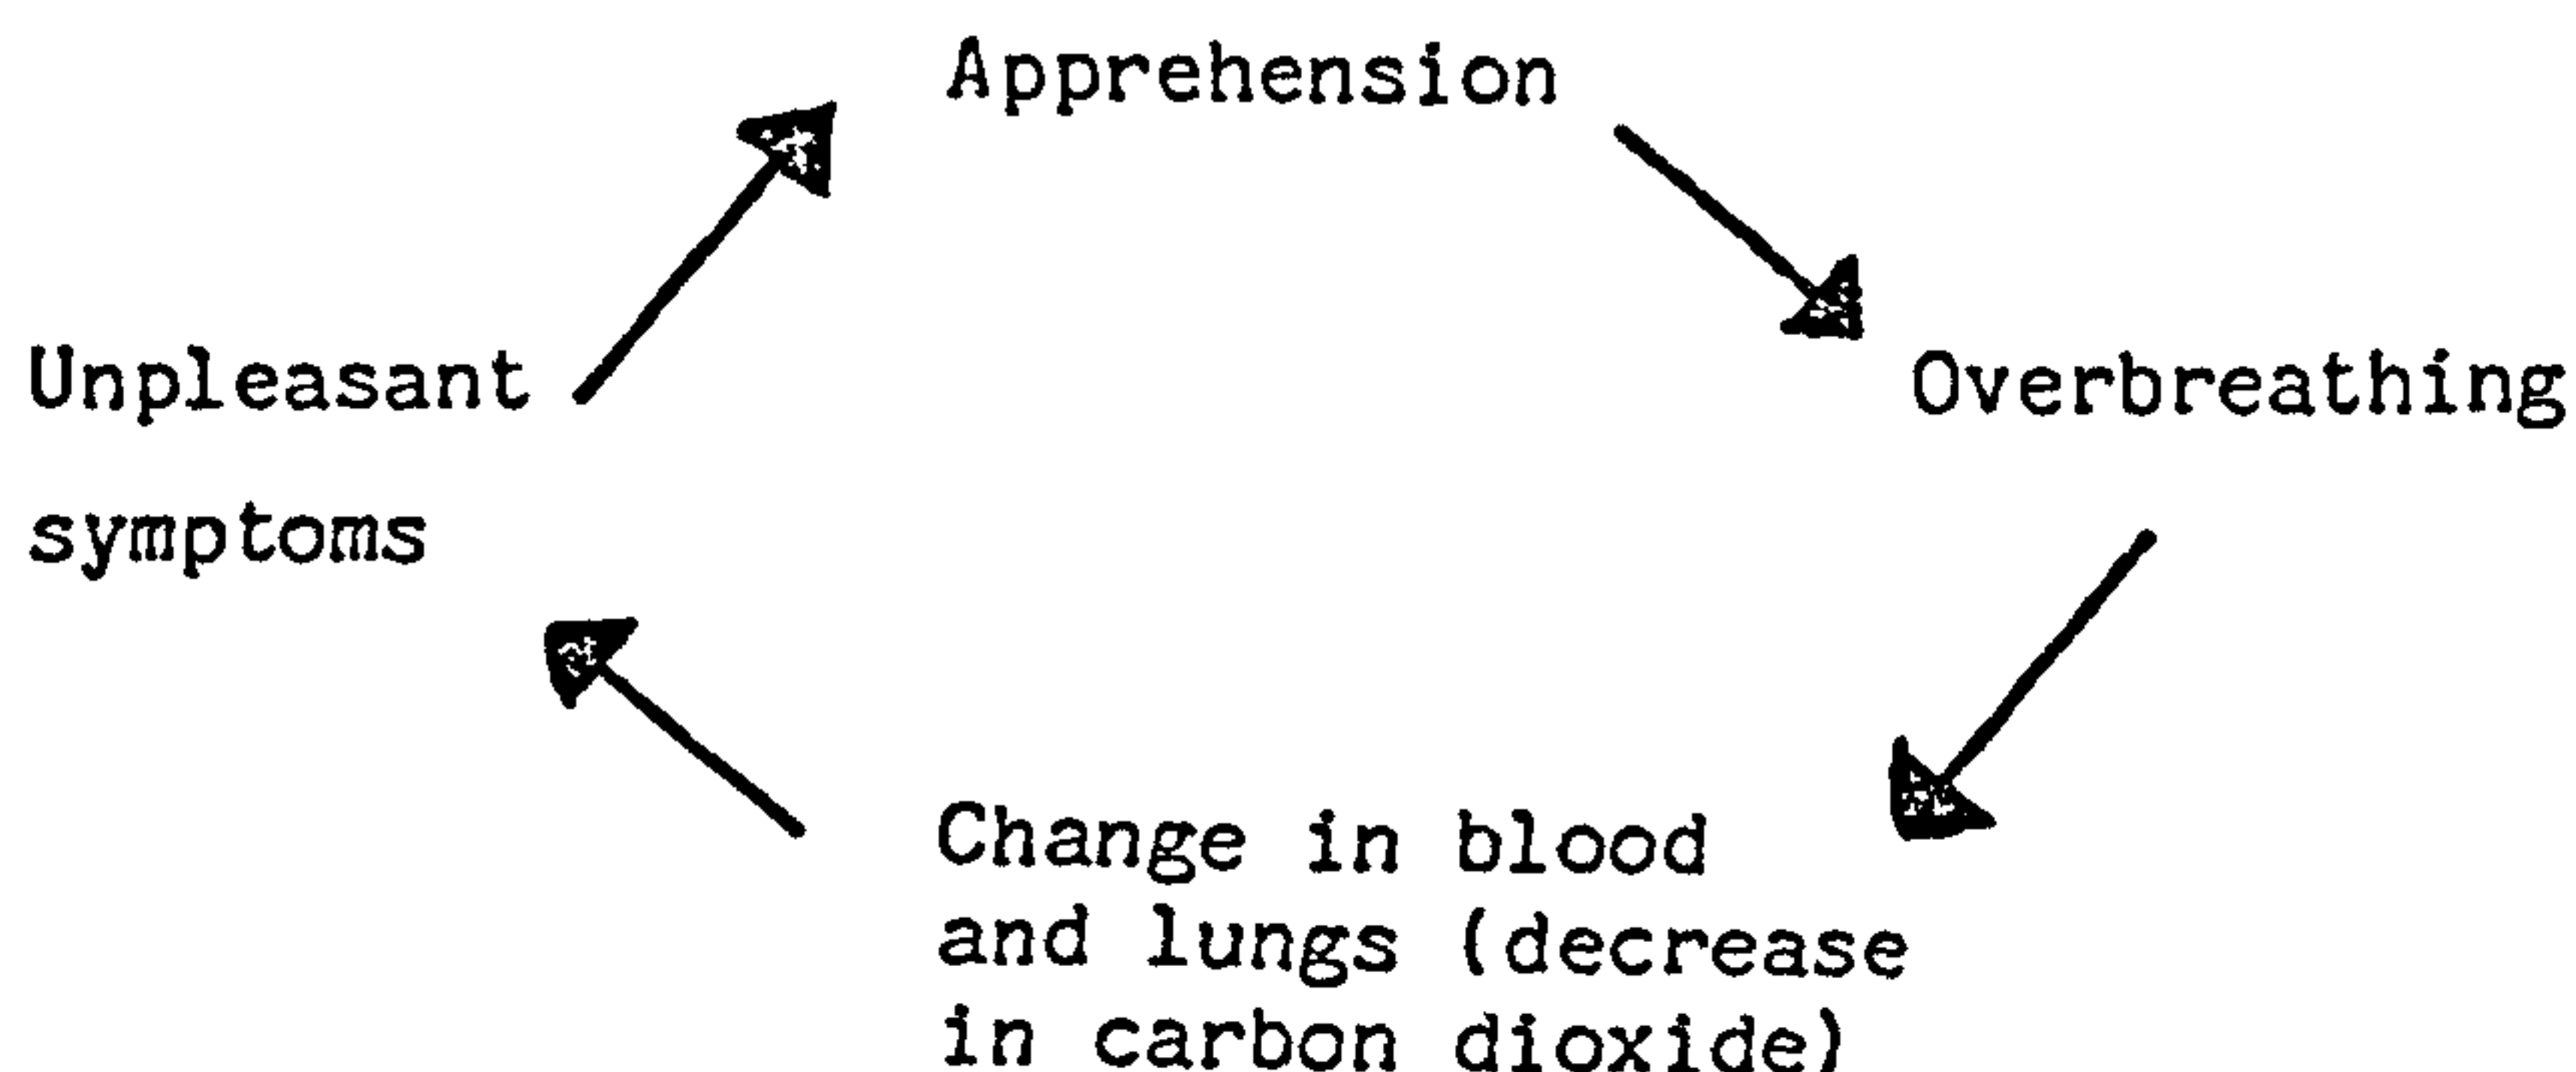 Apprehension
Unpleasant
symptoms
Overbreathing
Change in blood
and lungs (decrease
in carbon dioxide)